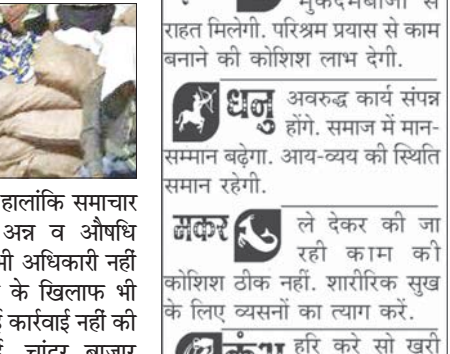 हालांकि समाचार
अन्न व औषधि
भी अधिकारी नहीं
के खिलाफ भी
कार्रवाई नहीं की
चांदूर बाजार
मुकदमेबाजी से
राहत मिलेगी. परिश्रम प्रयास से काम
बनाने की कोशिश लाभ देगी.
धनु अवरुद्ध कार्य संपन्न
होंगे. समाज में मान-
सम्मान बढ़ेगा. आय-व्यय की स्थिति
समान रहेगी.
मकर ले देकर की जा
रही काम की
कोशिश ठीक नहीं. शारीरिक सुख
के लिए व्यसनों का त्याग करें.
कुंभ हरि करे सो खरी